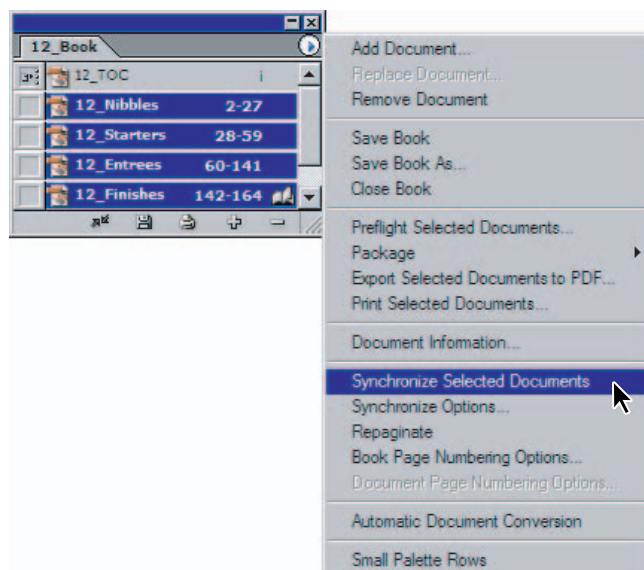 12_Book
12_TOC i
12_Nibbles 2-27
12_Starters 28-59
12_Entrees 60-141
12_Finishes 142-164
Add Document...
Replace Document...
Remove Document
Save Book
Save Book As...
Close Book
Preflight Selected Documents...
Package
Export Selected Documents to PDF...
Print Selected Documents...
Document Information...
Synchronize Selected Documents
Synchronize Options...
Repaginate
Book Page Numbering Options...
Document Page Numbering Options...
Automatic Document Conversion
Small Palette Rows